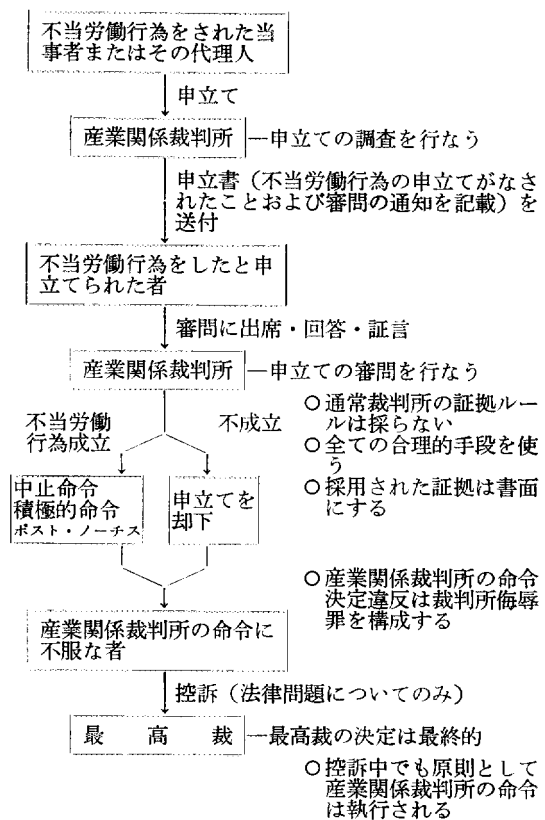 不当労働行為をされた当
事者またはその代理人
申立て
産業関係裁判所
申立ての調査を行なう
申立書（不当労働行為の申立てがなさ
れたことおよび審問の通知を記載）を
送付
不当労働行為をしたと申
立てられた者
審問に出席・回答・証言
産業関係裁判所
申立ての審問を行なう
○通常裁判所の証拠ルー
ルは採らない
○全ての合理的手段を使
う
○採用された証拠は書面
にする
不当労働
行為成立
不成立
中止命令
積極的命令
ポスト・ノーチス
申立てを
却下
○産業関係裁判所の命令
決定違反は裁判所侮辱
罪を構成する
産業関係裁判所の命令に
不服な者
控訴（法律問題についてのみ）
最高裁
最高裁の決定は最終的
○控訴中でも原則として
産業関係裁判所の命令
は執行される